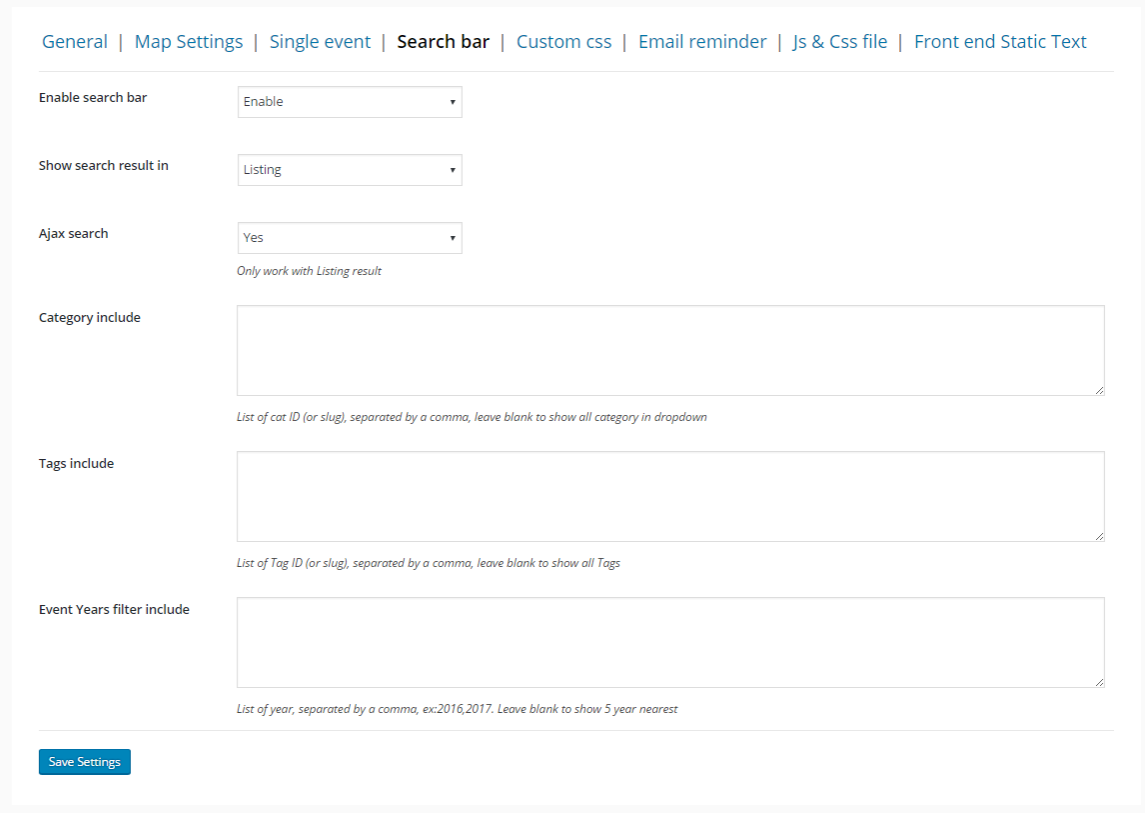 General | Map Settings | Single event | Search bar | Custom css | Email reminder | Js & Css file | Front end Static Text
Enable search bar
Enable
Show search result in
Listing
Ajax search
Yes
Only work with Listing result
Category include
List of cat ID (or slug), separated by a comma, leave blank to show all category in dropdown
Tags include
List of Tag ID (or slug), separated by a comma, leave blank to show all Tags
Event Years filter include
List of year, separated by a comma, ex:2016,2017. Leave blank to show 5 year nearest
Save Settings